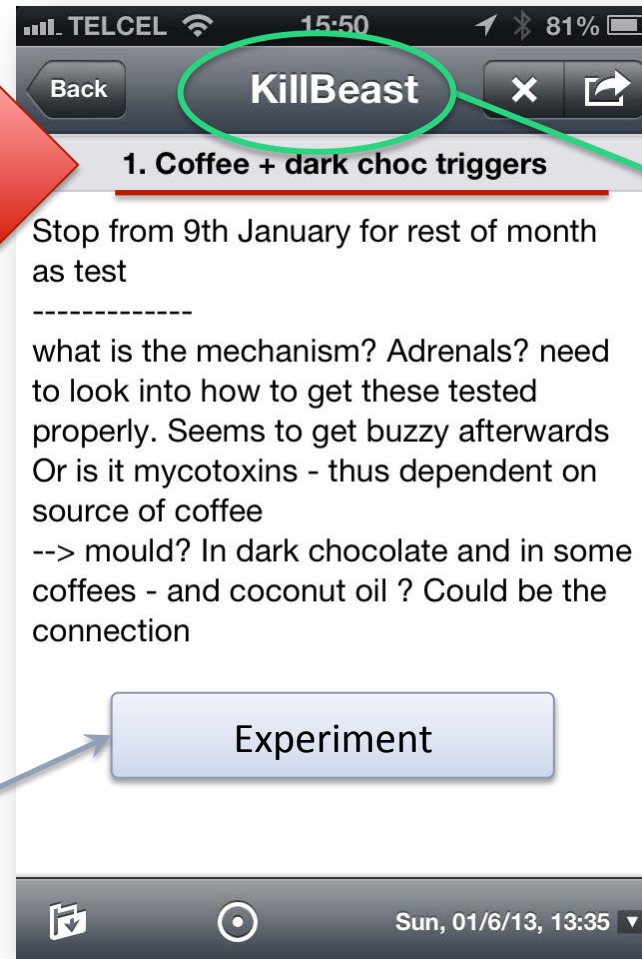 TELCEL 15:50 81%
Back KillBeast
1. Coffee + dark choc triggers
Stop from 9th January for rest of month
as test
-------------
what is the mechanism? Adrenals? need
to look into how to get these tested
properly. Seems to get buzzy afterwards
Or is it mycotoxins - thus dependent on
source of coffee
--> mould? In dark chocolate and in some
coffees - and coconut oil ? Could be the
connection
Experiment
Sun, 01/6/13, 13:35